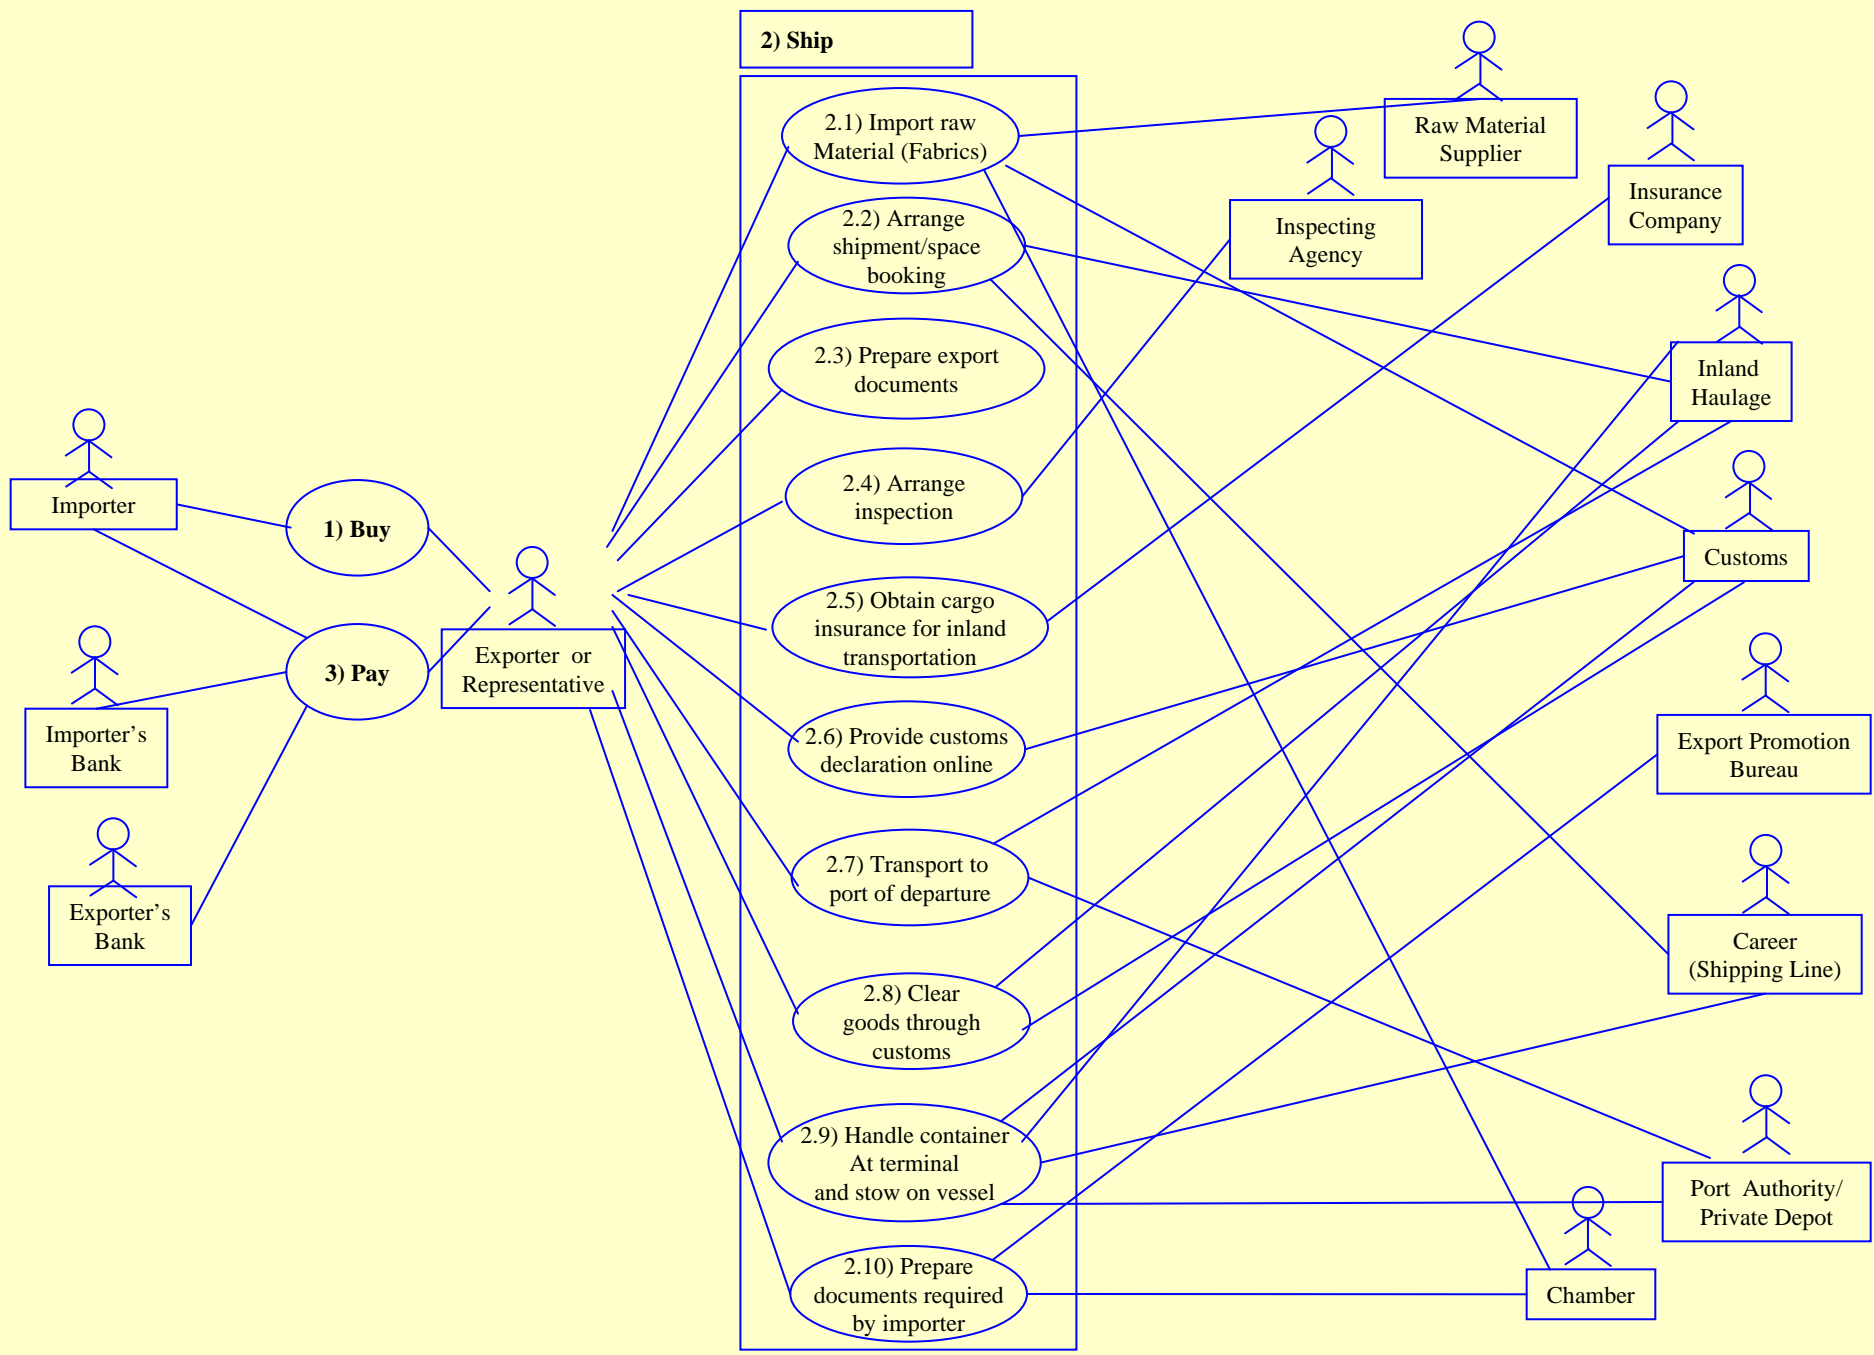 2) Ship
2.1) Import raw
Material (Fabrics)
2.2) Arrange
shipment/space
booking
2.3) Prepare export
documents
2.4) Arrange
inspection
2.5) Obtain cargo
insurance for inland
transportation
2.6) Provide customs
declaration online
2.7) Transport to
port of departure
2.8) Clear
goods through
customs
2.9) Handle container
At terminal
and stow on vessel
2.10) Prepare
documents required
by importer
Importer
1) Buy
3) Pay
Importer’s
Bank
Exporter’s
Bank
Exporter or
Representative
Raw Material
Supplier
Inspecting
Agency
Insurance
Company
Inland
Haulage
Customs
Export Promotion
Bureau
Career
(Shipping Line)
Port Authority/
Private Depot
Chamber